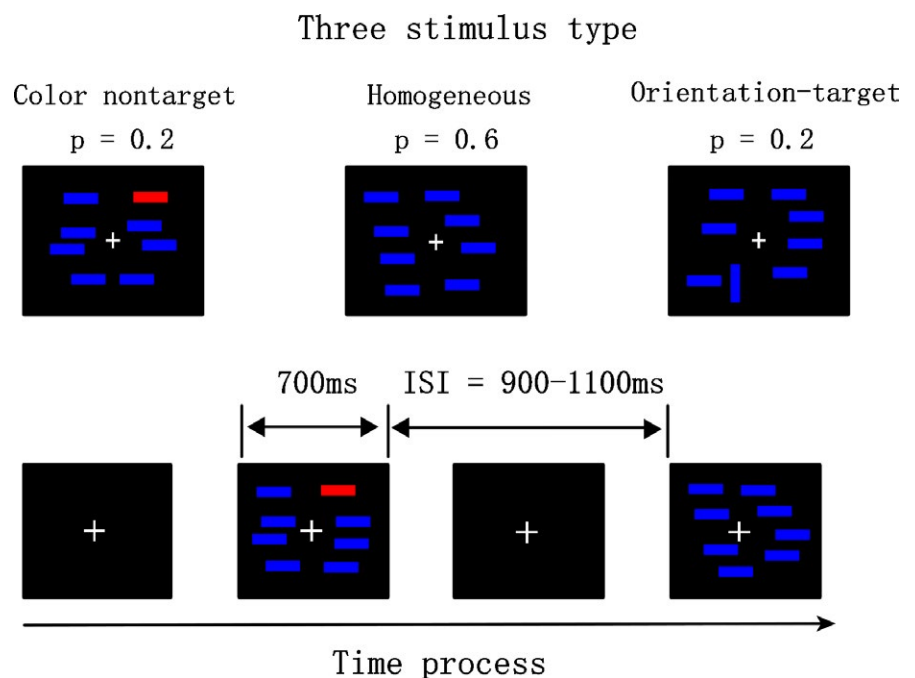 Three stimulus type
Color nontarget
p = 0.2
Homogeneous
p = 0.6
Orientation-target
p = 0.2
700ms
ISI = 900-1100ms
Time process